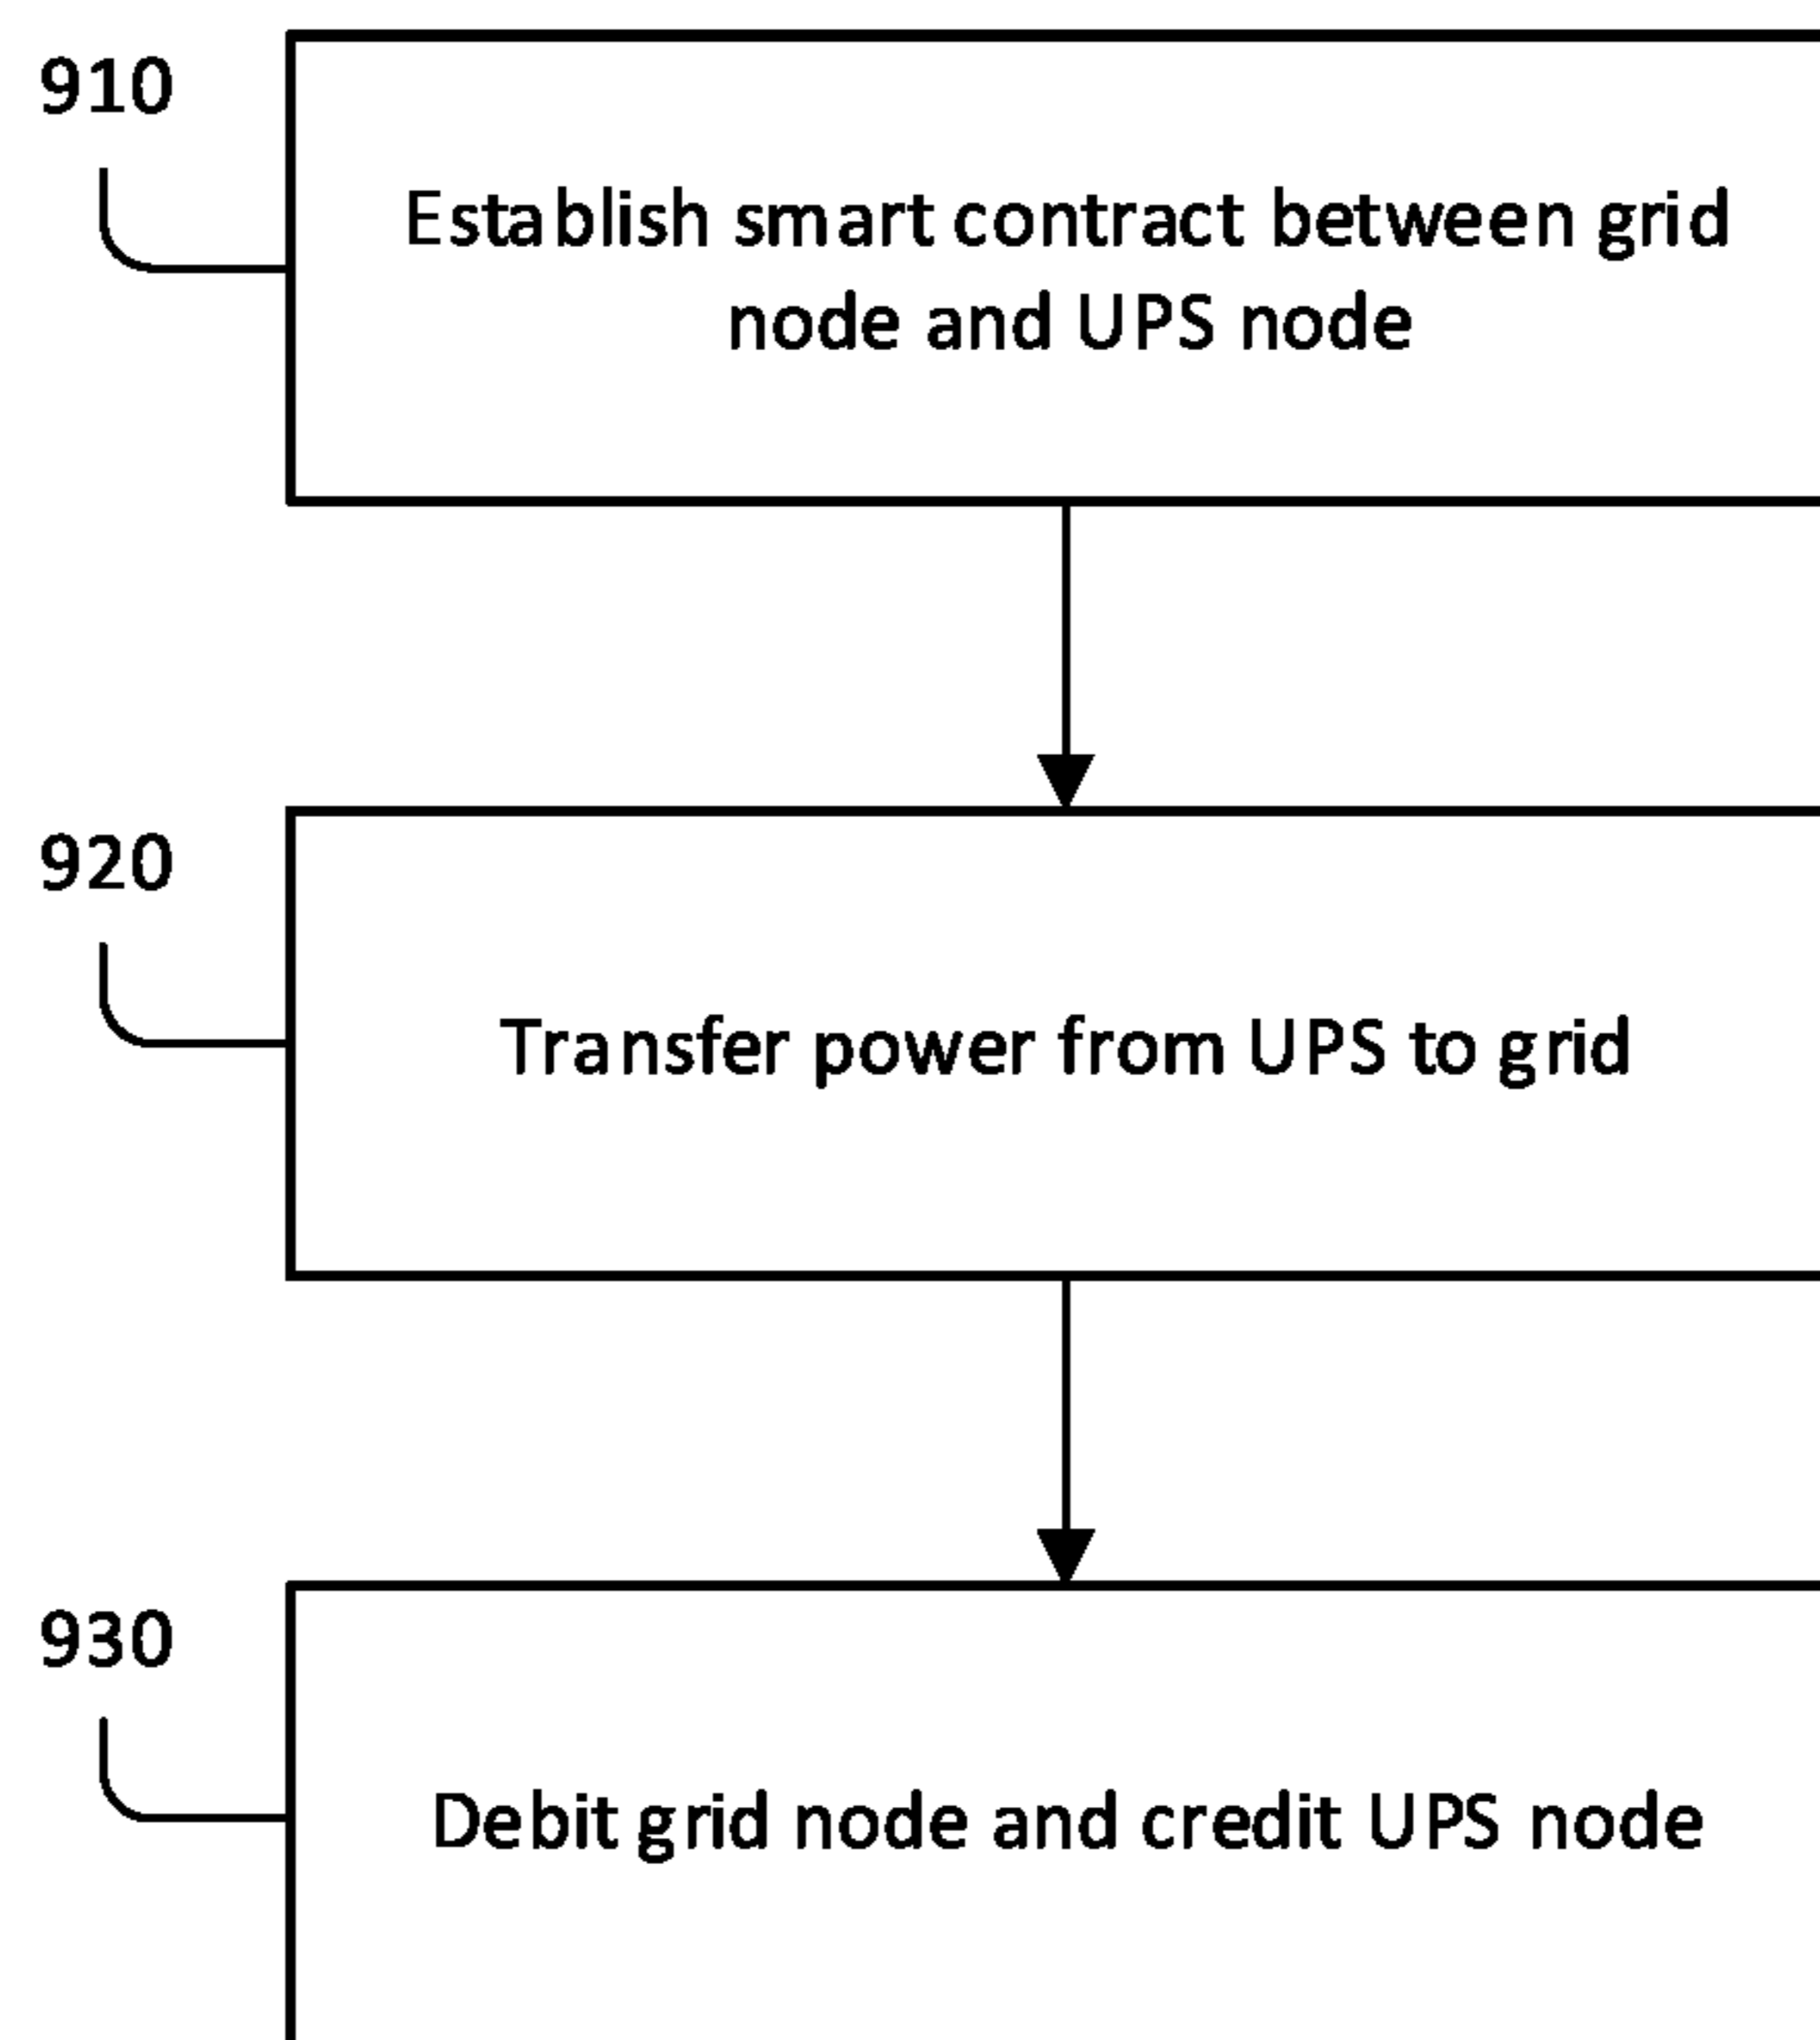 910
Establish smart contract between grid
node and UPS node
920
Transfer power from UPS to grid
930
Debit grid node and credit UPS node